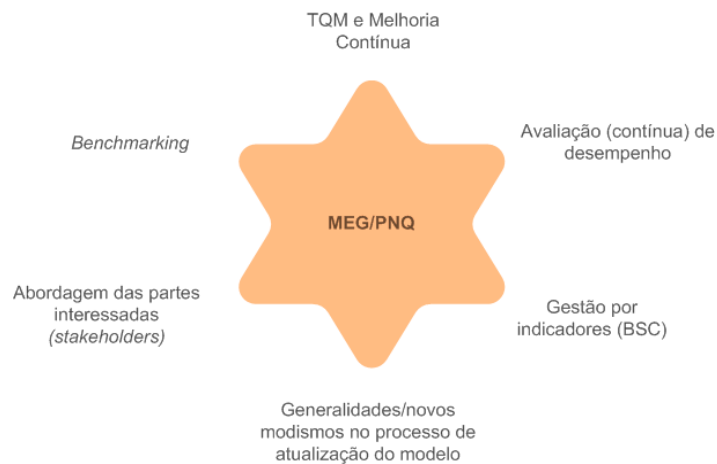 TQM e Melhoria
Contínua
Benchmarking
Avaliação (contínua) de
desempenho
MEG/PNQ
Abordagem das partes
interessadas
(stakeholders)
Gestão por
indicadores (BSC)
Generalidades/novos
modismos no processo de
atualização do modelo